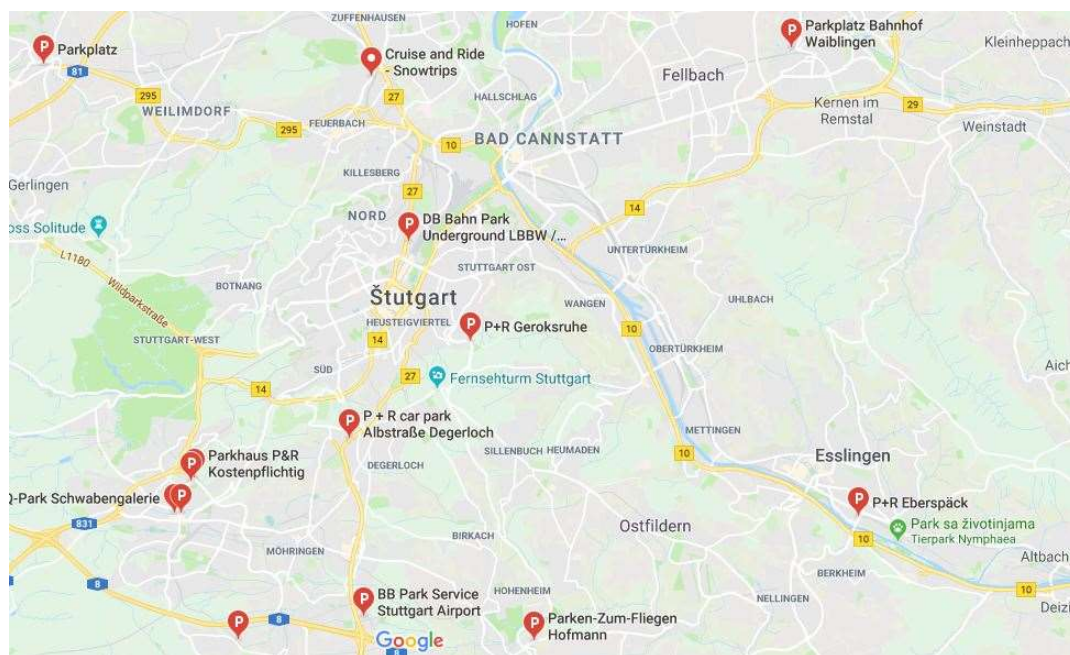 ZUFFENHAUSEN
HOFEN
Parkplatz
Cruise and Ride
- Snowtrips
Parkplatz Bahnhof
Waiblingen
Kleinheppach
81
295
27
Fellbach
HALLSCHLAG
WEILIMDORF
FEUERBACH
295
10
BAD CANNSTATT
Kernen im
Remstal
29
Weinstadt
KILLESBERG
Gerlingen
27
14
NORD
oss Solitude
DB Bahn Park
Underground LBBW /...
L1180
Wildparkstraße
UNTERTÜRKHEIM
STUTTGART OST
BOTNANG
Štutgart
WANGEN
UHLBACH
HEUSTEIGVIERTEL
P+R Geroksruhe
10
STUTTGART-WEST
14
OBERTÜRKHEIM
SÜD
27
Fernsehturm Stuttgart
Aich
14
P + R car park
Albstraße Degerloch
METTINGEN
Parkhaus P&R
Kostenpflichtig
DEGERLOCH
SILLENBUCH
HEUMADEN
10
Esslingen
Q-Park Schwabengalerie
P+R Eberspäck
831
Ostfildern
Park sa životinjama
Tierpark Nymphaea
BIRKACH
10
MÖHRINGEN
Altbach
8
BERKHEIM
BB Park Service
Stuttgart Airport
HOHENHEIM
NELLINGEN
10
Deizi
8
Parken-Zum-Fliegen
Hofmann
Google
8